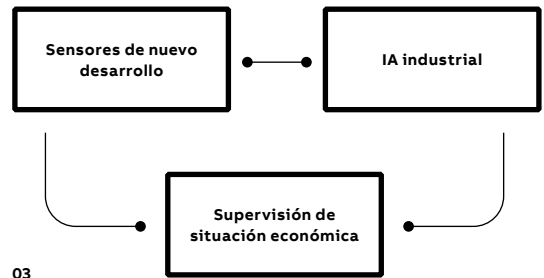 Sensores de nuevo
desarrollo
IA industrial
Supervisión de
situación económica
03